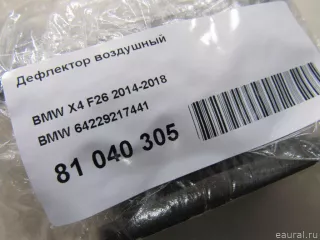 Дефлектор воздушный
BMW X4 F26 2014-2018
BMW 64229217441
81 040 305
eaural.ru